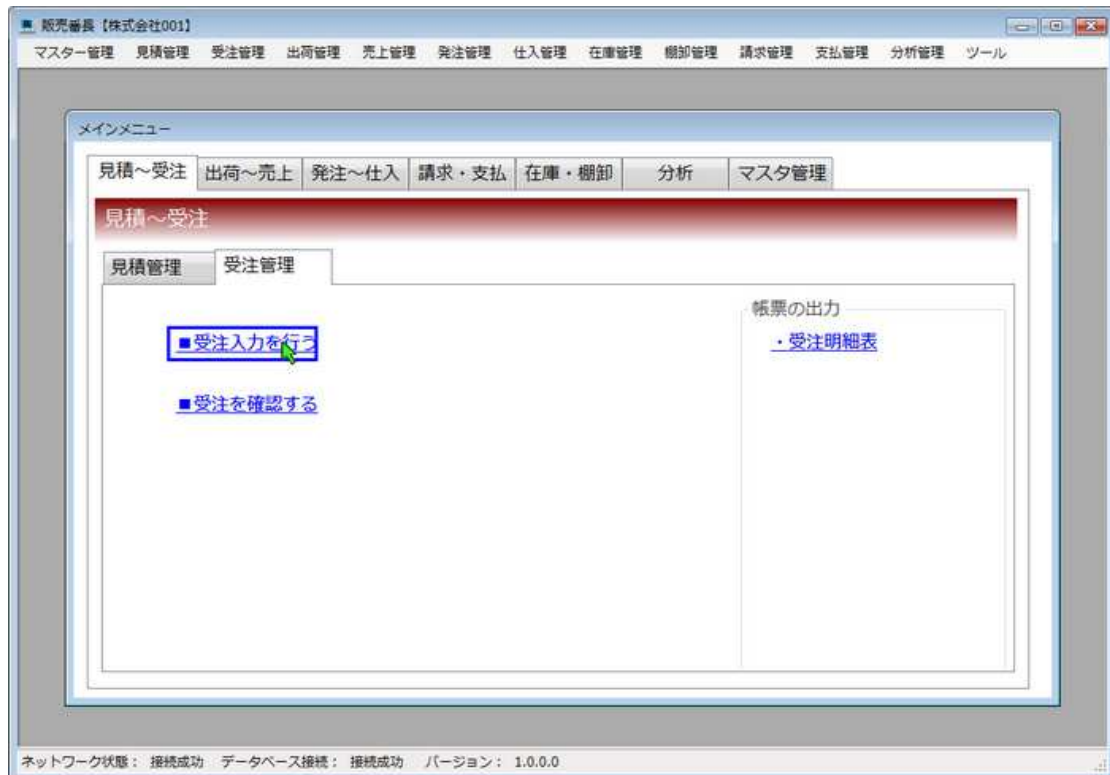 販売番長【株式会社001】
マスター管理 見積管理 受注管理 出荷管理 売上管理 発注管理 仕入管理 在庫管理 棚卸管理 請求管理 支払管理 分析管理 ツール
メインメニュー
見積～受注 出荷～売上 発注～仕入 請求・支払 在庫・棚卸 分析 マスタ管理
見積～受注
見積管理 受注管理
帳票の出力
■受注入力を行う ・受注明細表
■受注を確認する
ネットワーク状態： 接続成功 データベース接続： 接続成功 バージョン： 1.0.0.0